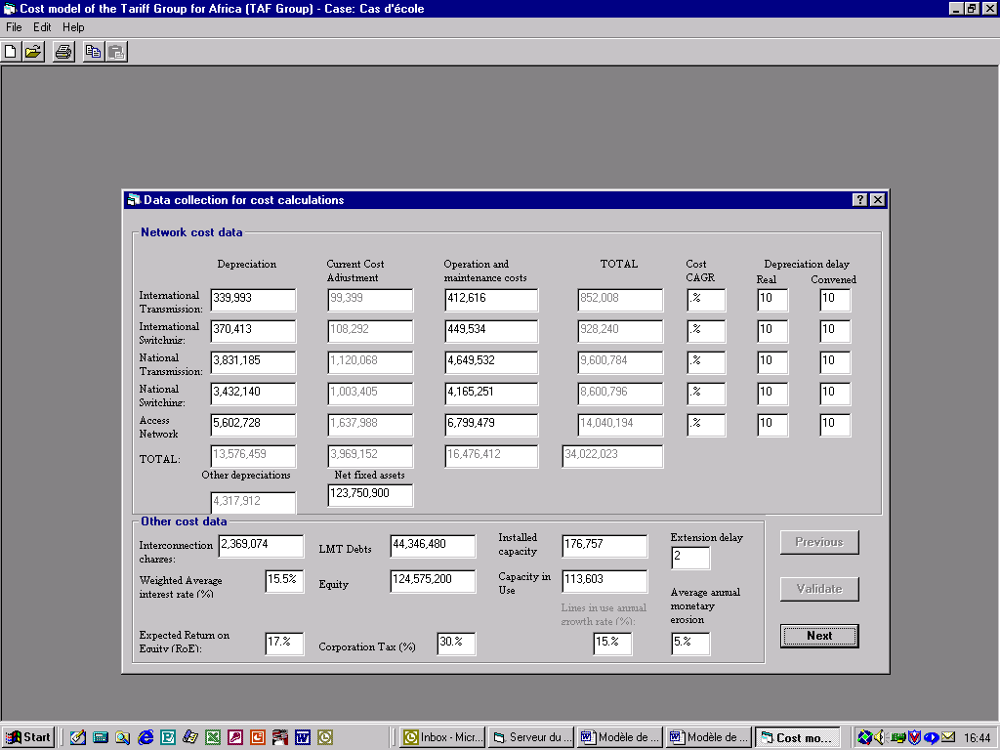 Cost model of the Tariff Group for Africa (TAF Group) - Case: Cas d'école
File Edit Help
Data collection for cost calculations
Network cost data
Depreciation Current Cost Adjustment Operation and maintenance costs TOTAL Cost CAGR Depreciation delay
Real Convened
International Transmission: 339,993 99,399 412,616 852,008 .% 10 10
International Switchnig: 370,413 108,292 449,534 928,240 .% 10 10
National Transmission: 3,831,185 1,120,068 4,649,532 9,600,784 .% 10 10
National Switching: 3,432,140 1,003,405 4,165,251 8,600,796 .% 10 10
Access Network 5,602,728 1,637,988 6,799,479 14,040,194 .% 10 10
TOTAL: 13,576,459 3,969,152 16,476,412 34,022,023
Other depreciations Net fixed assets
4,317,912 123,750,900
Other cost data
Interconnection charges: 2,369,074 LMT Debts 44,346,480 Installed capacity 176,757 Extension delay 2
Weighted Average interest rate (%) 15.5% Equity 124,575,200 Capacity in Use 113,603 Average annual monetary erosion
Lines in use annual growth rate (%):
Expected Return on Equity (RoE): 17.% Corporation Tax (%) 30.% 15.% 5.%
Previous
Validate
Next
Start Inbox - Micr... Serveur du ... Modèle de ... Modèle de ... Cost mo... 16:44